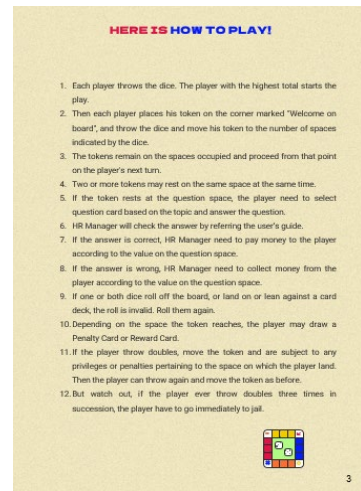 HERE IS HOW TO PLAY!
1. Each player throws the dice. The player with the highest total starts the
play.
2. Then each player places his token on the corner marked "Welcome on
board", and throw the dice and move his token to the number of spaces
indicated by the dice.
3. The tokens remain on the spaces occupied and proceed from that point
on the player's next turn.
4. Two or more tokens may rest on the same space at the same time.
5. If the token rests at the question space, the player need to select
question card based on the topic and answer the question.
6. HR Manager will check the answer by referring the user's guide.
7. If the answer is correct, HR Manager need to pay money to the player
according to the value on the question space.
8. If the answer is wrong, HR Manager need to collect money from the
player according to the value on the question space.
9. If one or both dice roll off the board, or land on or lean against a card
deck, the roll is invalid. Roll them again.
10. Depending on the space the token reaches, the player may draw a
Penalty Card or Reward Card.
11. If the player throw doubles, move the token and are subject to any
privileges or penalties pertaining to the space on which the player land.
Then the player can throw again and move the token as before.
12. But watch out, if the player ever throw doubles three times in
succession, the player have to go immediately to jail.
3